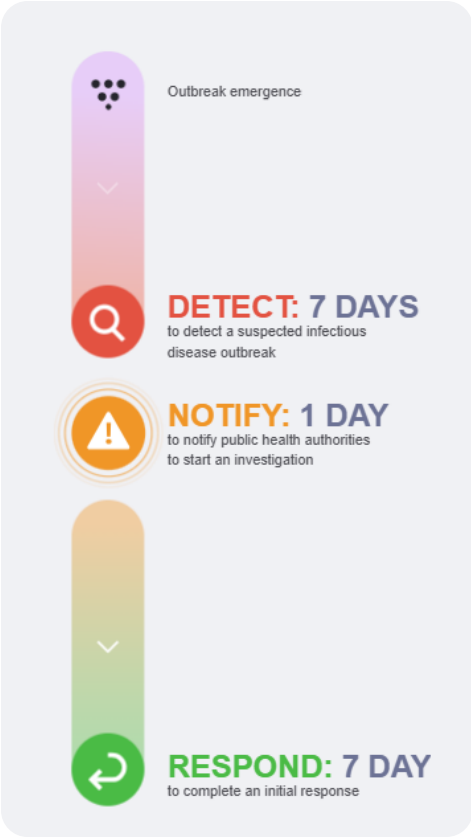 Outbreak emergence
DETECT: 7 DAYS
to detect a suspected infectious
disease outbreak
NOTIFY: 1 DAY
to notify public health authorities
to start an investigation
RESPOND: 7 DAY
to complete an initial response